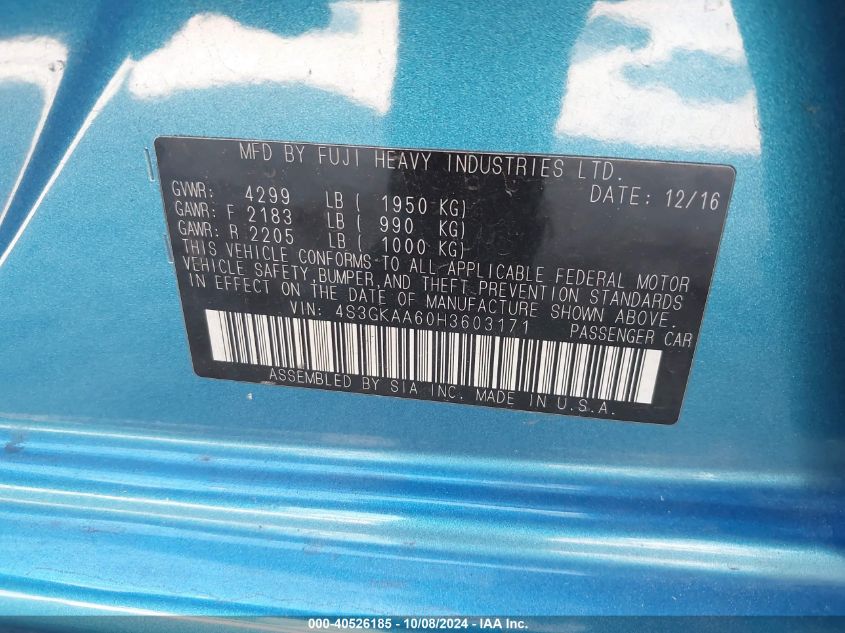 MFD BY FUJI HEAVY INDUSTRIES LTD.
DATE: 12/16
GVWR: 4299 LB ( 1950 KG)
GAWR: F 2183 LB ( 990 KG)
GAWR: R 2205 LB ( 1000 KG)
THIS VEHICLE CONFORMS TO ALL APPLICABLE FEDERAL MOTOR
VEHICLE SAFETY,BUMPER,AND THEFT PREVENTION STANDARDS
IN EFFECT ON THE DATE OF MANUFACTURE SHOWN ABOVE.
VIN: 4S3GKAA60H3603171 PASSENGER CAR
ASSEMBLED BY SIA INC. MADE IN U.S.A.
000-40526185 - 10/08/2024 - IAA Inc.